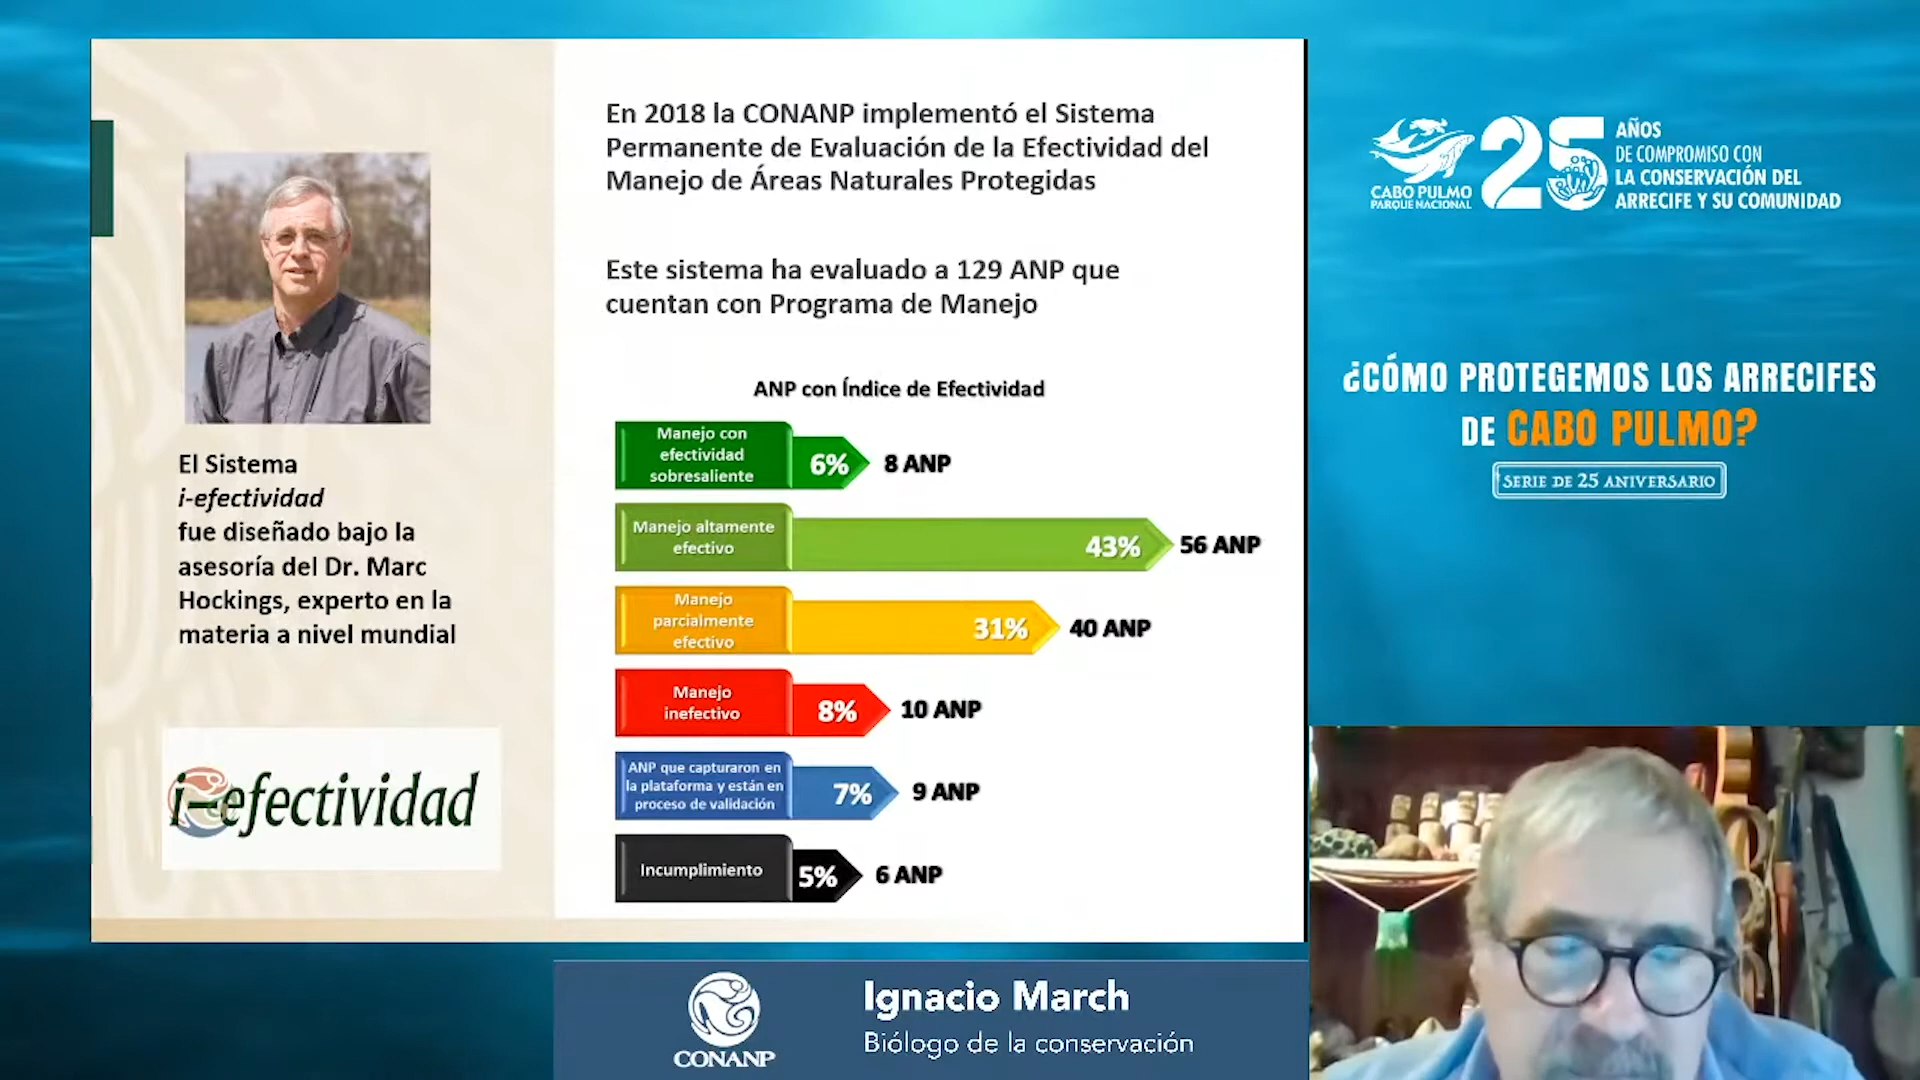 En 2018 la CONANP implementó el Sistema
Permanente de Evaluación de la Efectividad del
Manejo de Áreas Naturales Protegidas
Este sistema ha evaluado a 129 ANP que
cuentan con Programa de Manejo
El Sistema
i-efectividad
fue diseñado bajo la
asesoría del Dr. Marc
Hockings, experto en la
materia a nivel mundial
i-efectividad
ANP con Índice de Efectividad
Manejo con
efectividad
sobresaliente
6%
8 ANP
Manejo altamente
efectivo
43%
56 ANP
Manejo
parcialmente
efectivo
31%
40 ANP
Manejo
inefectivo
8%
10 ANP
ANP que capturaron en
la plataforma y están en
proceso de validación
7%
9 ANP
Incumplimiento
5%
6 ANP
CABO PULMO
PARQUE NACIONAL
25
AÑOS
DE COMPROMISO CON
LA CONSERVACIÓN DEL
ARRECIFE Y SU COMUNIDAD
¿CÓMO PROTEGEMOS LOS ARRECIFES
DE CABO PULMO?
SERIE DE 25 ANIVERSARIO
CONANP
Ignacio March
Biólogo de la conservación